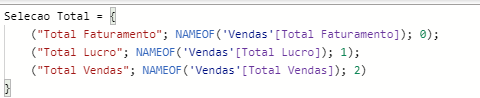 Selecao Total = {
("Total Faturamento"; NAMEOF('Vendas'[Total Faturamento]); 0);
("Total Lucro"; NAMEOF('Vendas'[Total Lucro]); 1);
("Total Vendas"; NAMEOF('Vendas'[Total Vendas]); 2)
}